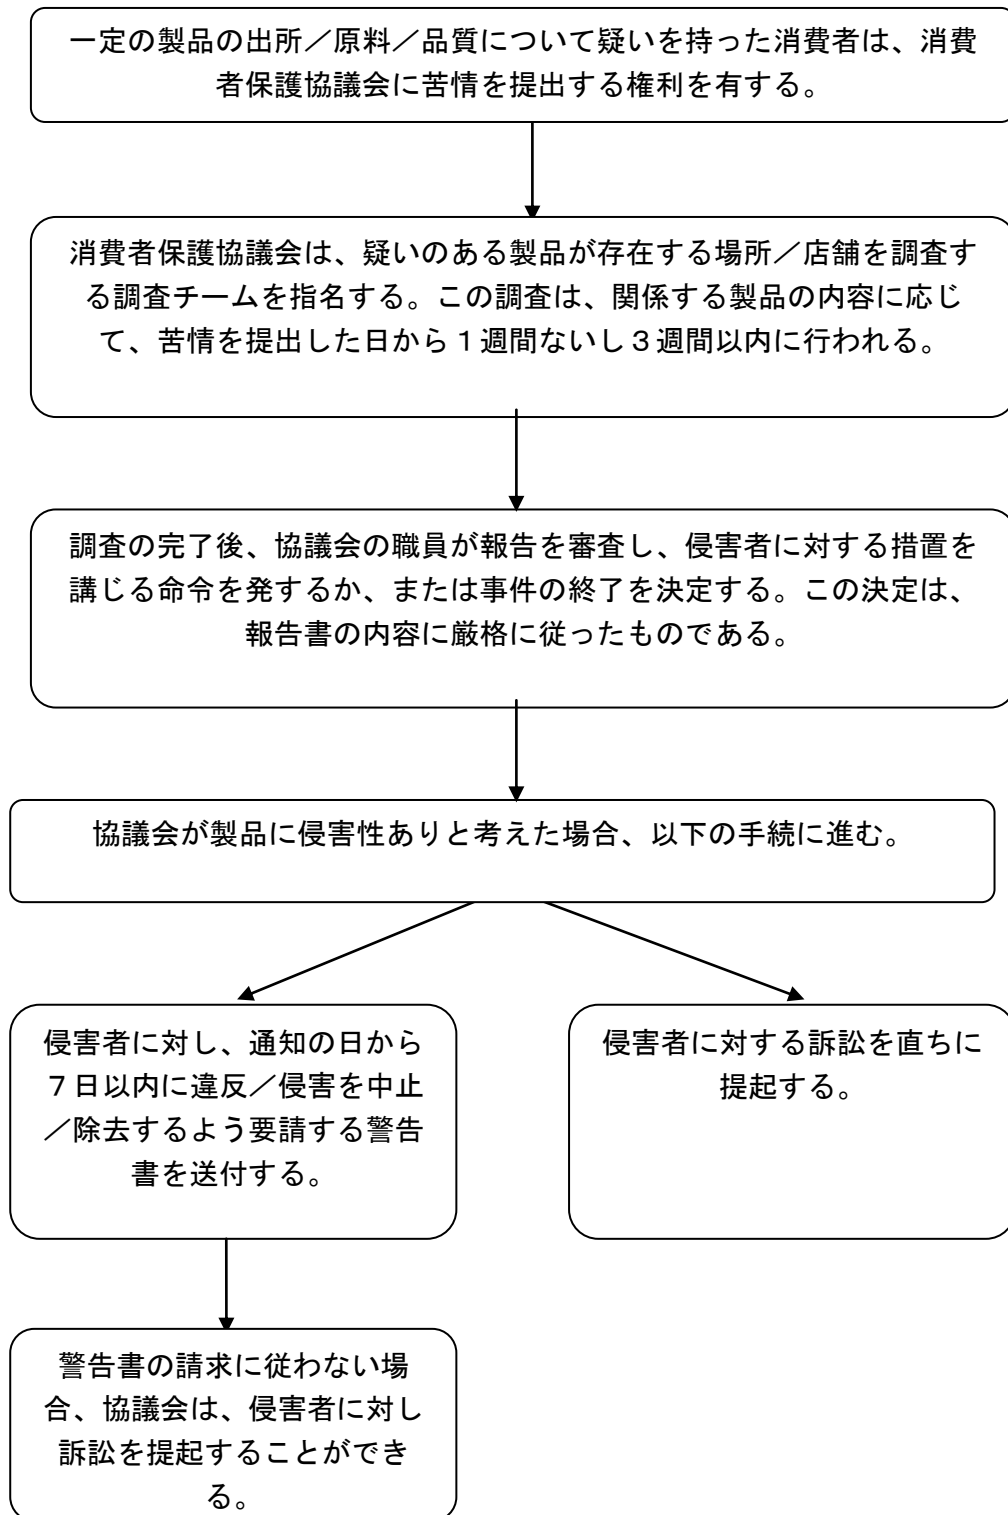 一定の製品の出所／原料／品質について疑いを持った消費者は、消費
者保護協議会に苦情を提出する権利を有する。
消費者保護協議会は、疑いのある製品が存在する場所／店舗を調査す
る調査チームを指名する。この調査は、関係する製品の内容に応じ
て、苦情を提出した日から１週間ないし３週間以内に行われる。
調査の完了後、協議会の職員が報告を審査し、侵害者に対する措置を
講じる命令を発するか、または事件の終了を決定する。この決定は、
報告書の内容に厳格に従ったものである。
協議会が製品に侵害性ありと考えた場合、以下の手続に進む。
侵害者に対し、通知の日から
７日以内に違反／侵害を中止
／除去するよう要請する警告
書を送付する。
侵害者に対する訴訟を直ちに
提起する。
警告書の請求に従わない場
合、協議会は、侵害者に対し
訴訟を提起することができ
る。